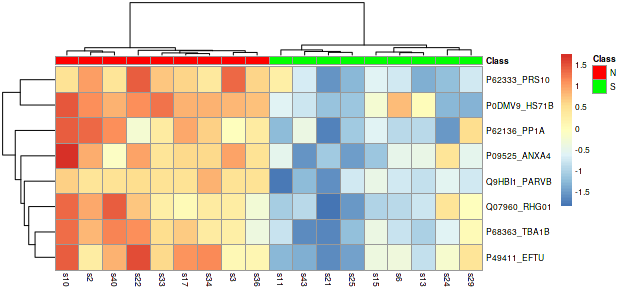 Class
P62333_PRS10
P0DMV9_HS71B
P62136_PP1A
P09525_ANXA4
Q9HBI1_PARVB
Q07960_RHG01
P68363_TBA1B
P49411_EFTU
s10
s2
s40
s22
s33
s17
s34
s3
s36
s11
s43
s21
s25
s15
s6
s13
s24
s29
1.5
1
0.5
0
-0.5
-1
-1.5
Class
N
S